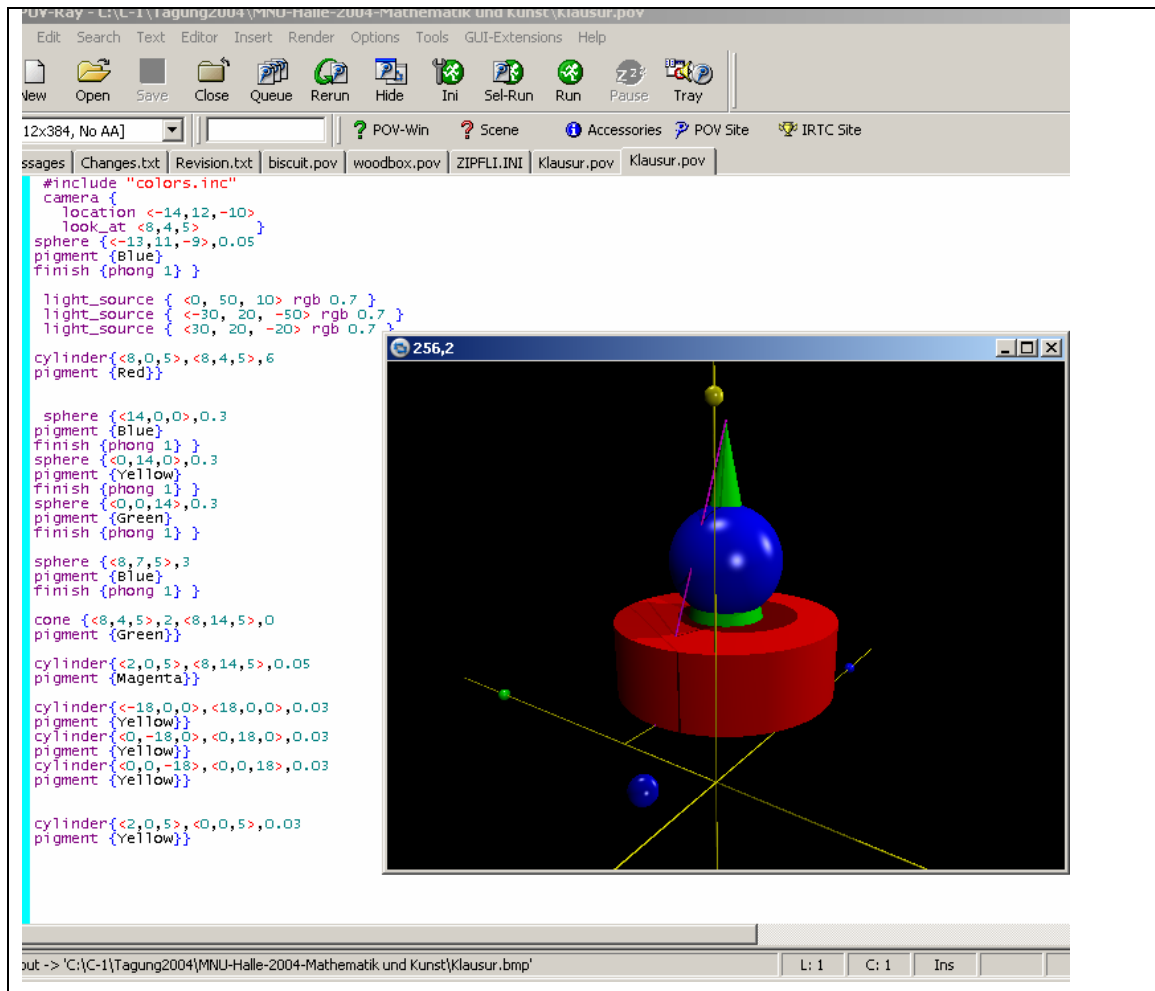 POV-Ray - C:\C-1\Tagung2004\MNU-Halle-2004-Mathematik und Kunst\Klausur.pov
Edit Search Text Editor Insert Render Options Tools GUI-Extensions Help
New Open Save Close Queue Rerun Hide Ini Sel-Run Run Pause Tray
12x384, No AA] POV-Win Scene Accessories POV Site IRTC Site
ssages Changes.txt Revision.txt biscuit.pov woodbox.pov ZIPFLI.INI Klausur.pov Klausur.pov
#include "colors.inc"
camera {
location <-14,12,-10>
look_at <8,4,5> }
sphere {<-13,11,-9>,0.05
pigment {Blue}
finish {phong 1} }
light_source { <0, 50, 10> rgb 0.7 }
light_source { <-30, 20, -50> rgb 0.7 }
light_source { <30, 20, -20> rgb 0.7 }
cylinder{<8,0,5>,<8,4,5>,6
pigment {Red}}
sphere {<14,0,0>,0.3
pigment {Blue}
finish {phong 1} }
sphere {<0,14,0>,0.3
pigment {Yellow}
finish {phong 1} }
sphere {<0,0,14>,0.3
pigment {Green}
finish {phong 1} }
sphere {<8,7,5>,3
pigment {Blue}
finish {phong 1} }
cone {<8,4,5>,2,<8,14,5>,0
pigment {Green}}
cylinder{<2,0,5>,<8,14,5>,0.05
pigment {Magenta}}
cylinder{<-18,0,0>,<18,0,0>,0.03
pigment {Yellow}}
cylinder{<0,-18,0>,<0,18,0>,0.03
pigment {Yellow}}
cylinder{<0,0,-18>,<0,0,18>,0.03
pigment {Yellow}}
cylinder{<2,0,5>,<0,0,5>,0.03
pigment {Yellow}}
256,2
out -> 'C:\C-1\Tagung2004\MNU-Halle-2004-Mathematik und Kunst\Klausur.bmp' L: 1 C: 1 Ins